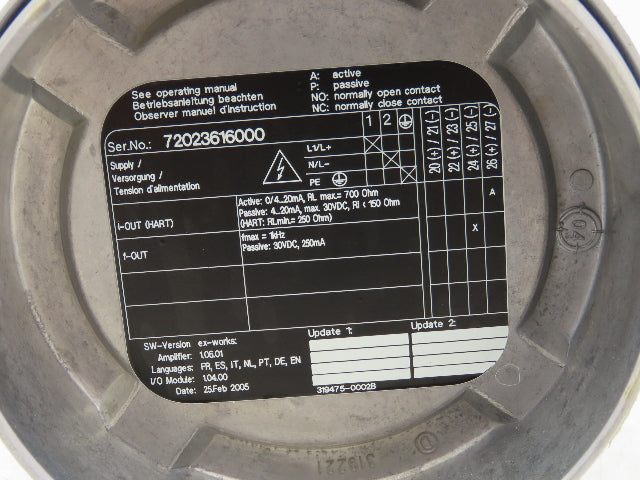 See operating manual
Betriebsanleitung beachten
Observer manuel d'instruction
A: active
P: passive
NO: normally open contact
NC: normally close contact
Ser.No.: 72023616000
1 2
20 (+) / 21 (-)
22 (+) / 23 (-)
24 (+) / 25 (-)
26 (+) / 27 (-)
Supply /
Versorgung /
Tension d'alimentation
L1/L+
N/L-
PE
I-OUT (HART)
Active: 0/4..20mA, RL max.= 700 Ohm
Passive: 4..20mA, max. 30VDC, RI < 150 Ohm
(HART: RLmin.= 250 Ohm)
A
f-OUT
fmax = 1kHz
Passive: 30VDC, 250mA
X
SW-Version ex-works:
Amplifier: 1.06.01
Languages: FR, ES, IT, NL, PT, DE, EN
I/O Module: 1.04.00
Date: 25.Feb 2005
Update 1:
Update 2:
319475-0002B
04
319221